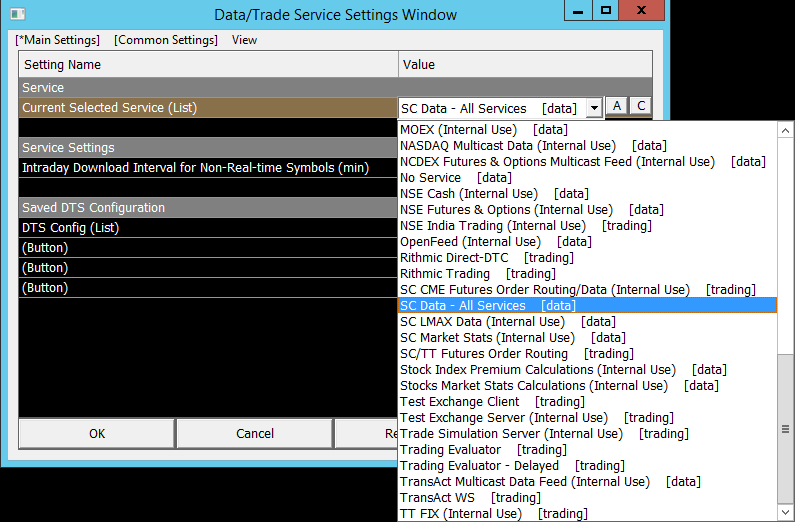 Data/Trade Service Settings Window
[*Main Settings] [Common Settings] View
Setting Name Value
Service
Current Selected Service (List) SC Data - All Services [data] A C
MOEX (Internal Use) [data]
NASDAQ Multicast Data (Internal Use) [data]
Service Settings
NCDEX Futures & Options Multicast Feed (Internal Use) [data]
Intraday Download Interval for Non-Real-time Symbols (min)
No Service [data]
NSE Cash (Internal Use) [data]
Saved DTS Configuration
NSE Futures & Options (Internal Use) [data]
DTS Config (List)
NSE India Trading (Internal Use) [trading]
(Button)
OpenFeed (Internal Use) [data]
Rithmic Direct-DTC [trading]
(Button)
Rithmic Trading [trading]
(Button)
SC CME Futures Order Routing/Data (Internal Use) [trading]
SC Data - All Services [data]
SC LMAX Data (Internal Use) [data]
SC Market Stats (Internal Use) [data]
SC/TT Futures Order Routing [trading]
Stock Index Premium Calculations (Internal Use) [data]
Stocks Market Stats Calculations (Internal Use) [data]
Test Exchange Client [trading]
Test Exchange Server (Internal Use) [trading]
OK Cancel
Trade Simulation Server (Internal Use) [trading]
Trading Evaluator [trading]
Trading Evaluator - Delayed [trading]
TransAct Multicast Data Feed (Internal Use) [data]
TransAct WS [trading]
TT FIX (Internal Use) [trading]